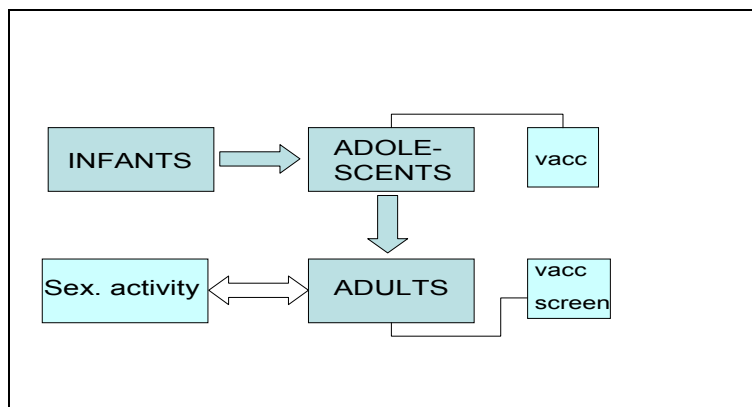 INFANTS
ADOLE-
SCENTS
vacc
Sex. activity
ADULTS
vacc
screen